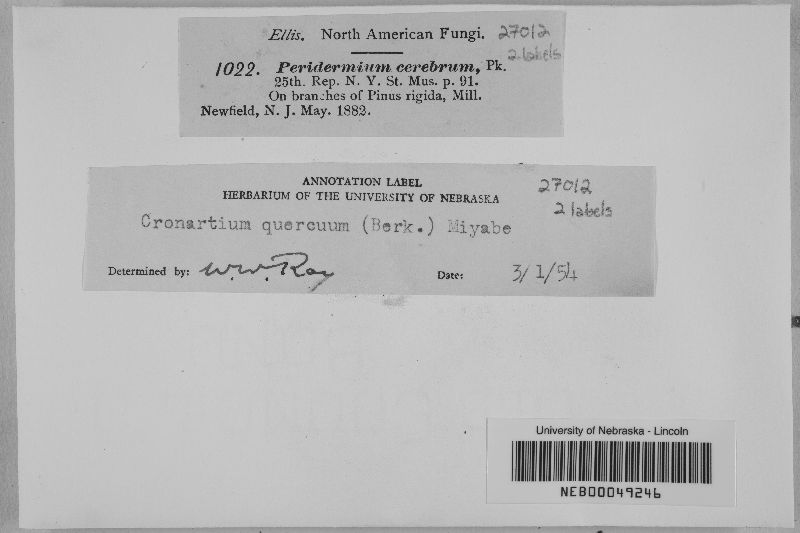 Ellis. North American Fungi. 27012
2 labels
1022. Peridermium cerebrum, Pk.
25th. Rep. N. Y. St. Mus. p. 91.
On branches of Pinus rigida, Mill.
Newfield, N. J. May. 1882.
ANNOTATION LABEL 27012
HERBARIUM OF THE UNIVERSITY OF NEBRASKA
2 labels
Cronartium quercuum (Berk.) Miyabe
Determined by: W.W. Ray Date: 3/1/54
University of Nebraska - Lincoln
NEB00049246